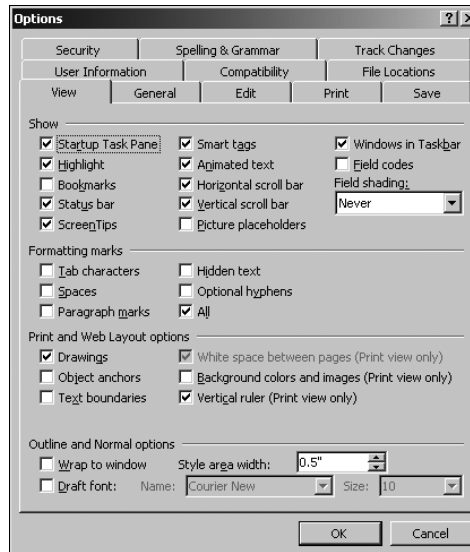 Options
Security Spelling & Grammar Track Changes
User Information Compatibility File Locations
View General Edit Print Save
Show
Startup Task Pane Smart tags Windows in Taskbar
Highlight Animated text Field codes
Bookmarks Horizontal scroll bar Field shading:
Status bar Vertical scroll bar Never
ScreenTips Picture placeholders
Formatting marks
Tab characters Hidden text
Spaces Optional hyphens
Paragraph marks All
Print and Web Layout options
Drawings White space between pages (Print view only)
Object anchors Background colors and images (Print view only)
Text boundaries Vertical ruler (Print view only)
Outline and Normal options
Wrap to window Style area width: 0.5"
Draft font: Name: Courier New Size: 10
OK Cancel